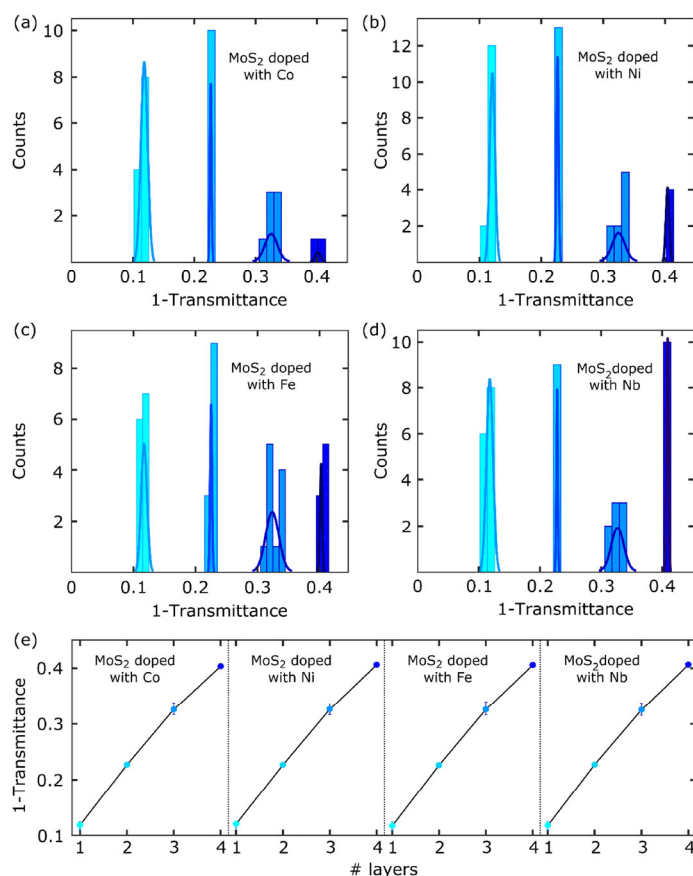 (a)
10
8
6
4
2
Counts
MoS2 doped
with Co
0 0.1 0.2 0.3 0.4
1-Transmittance
(b)
12
10
8
6
4
2
Counts
MoS2 doped
with Ni
0 0.1 0.2 0.3 0.4
1-Transmittance
(c)
8
6
4
2
Counts
MoS2 doped
with Fe
0 0.1 0.2 0.3 0.4
1-Transmittance
(d)
10
8
6
4
2
Counts
MoS2doped
with Nb
0 0.1 0.2 0.3 0.4
1-Transmittance
(e)
0.4
0.3
0.2
0.1
1-Transmittance
MoS2 doped
with Co
MoS2 doped
with Ni
MoS2 doped
with Fe
MoS2doped
with Nb
1 2 3 4 1 2 3 4 1 2 3 4 1 2 3 4
# layers